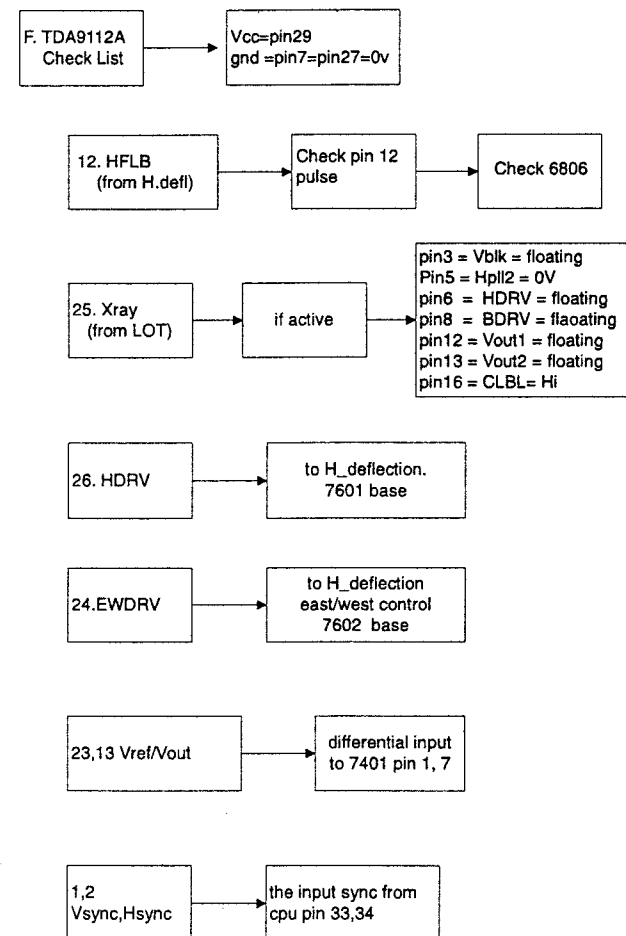 F. TDA9112A
Check List
Vcc=pin29
gnd =pin7=pin27=0v
12. HFLB
(from H.defl)
Check pin 12
pulse
Check 6806
25. Xray
(from LOT)
if active
pin3 = Vblk = floating
Pin5 = Hpll2 = 0V
pin6 = HDRV = floating
pin8 = BDRV = flaoating
pin12 = Vout1 = floating
pin13 = Vout2 = floating
pin16 = CLBL= Hi
26. HDRV
to H_deflection.
7601 base
24.EWDRV
to H_deflection
east/west control
7602 base
23,13 Vref/Vout
differential input
to 7401 pin 1, 7
1,2
Vsync,Hsync
the input sync from
cpu pin 33,34